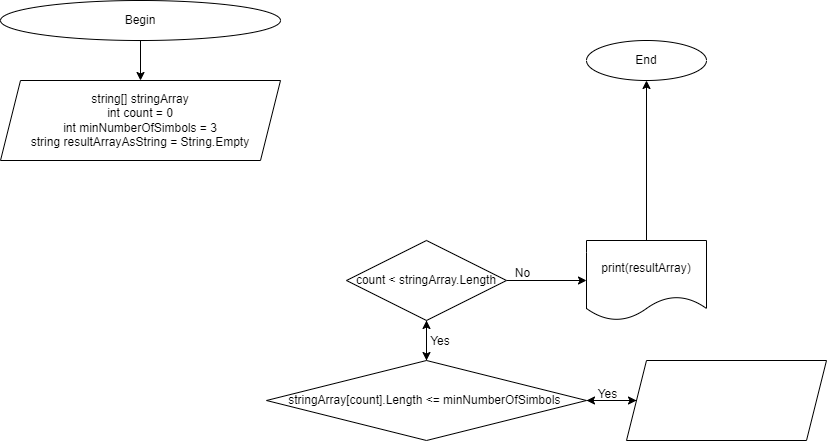 Begin
End
string[] stringArray
int count = 0
int minNumberOfSimbols = 3
string resultArrayAsString = String.Empty
count < stringArray.Length
No
print(resultArray)
Yes
stringArray[count].Length <= minNumberOfSimbols
Yes